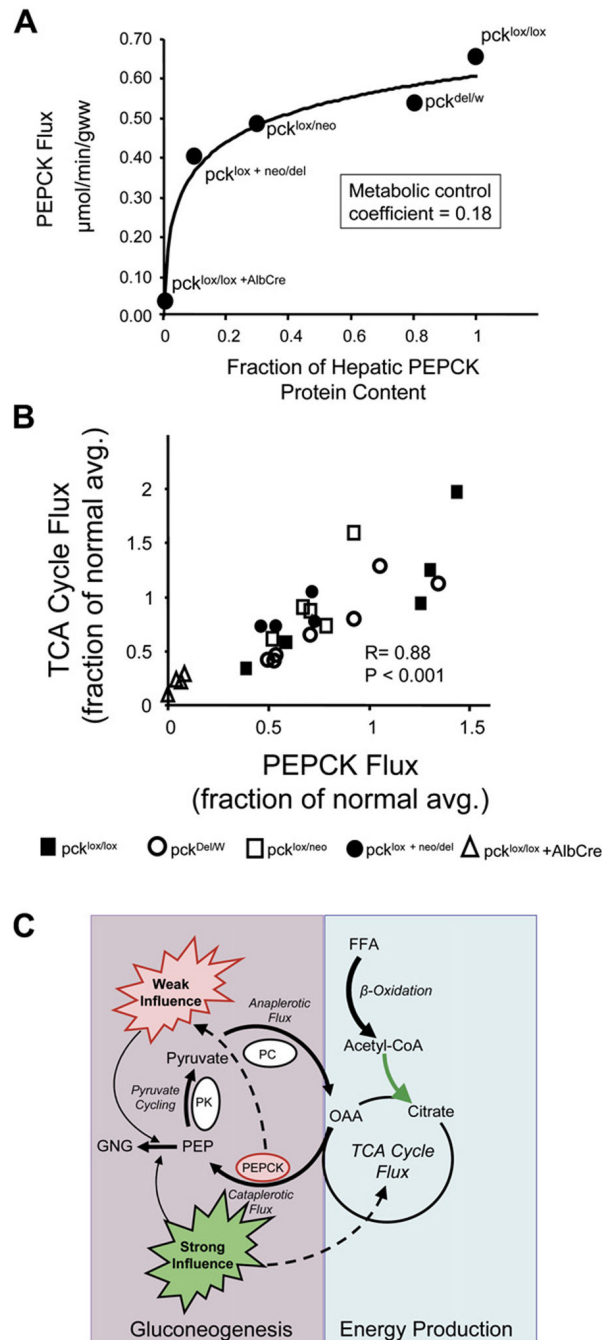 A
PEPCK Flux
µmol/min/gww
0.70
0.60
0.50
0.40
0.30
0.20
0.10
0.00
pck^lox/lox
pck^del/w
pck^lox/neo
pck^lox + neo/del
pck^lox/lox +AlbCre
Metabolic control
coefficient = 0.18
0 0.2 0.4 0.6 0.8 1
Fraction of Hepatic PEPCK
Protein Content
B
TCA Cycle Flux
(fraction of normal avg.)
2
1.5
1
0.5
0
R= 0.88
P < 0.001
0 0.5 1 1.5
PEPCK Flux
(fraction of normal avg.)
pck^lox/lox pck^Del/W pck^lox/neo pck^lox + neo/del pck^lox/lox +AlbCre
C
Weak
Influence
Anaplerotic
Flux
PC
Pyruvate
Pyruvate
Cycling
PK
GNG
PEP
PEPCK
Cataplerotic
Flux
Strong
Influence
FFA
β-Oxidation
Acetyl-CoA
OAA
Citrate
TCA Cycle
Flux
Gluconeogenesis
Energy Production